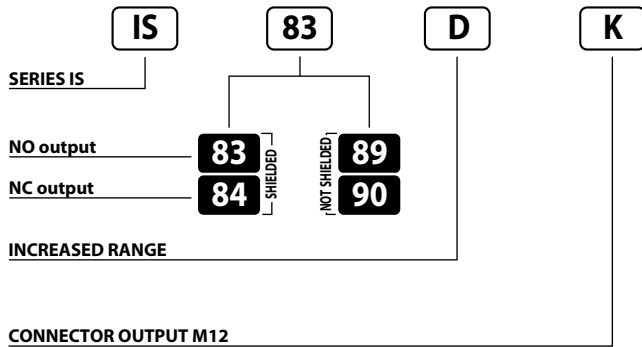 IS 83 D K
SERIES IS
NO output 83 SHIELDED NOT SHIELDED 89
NC output 84 90
INCREASED RANGE
CONNECTOR OUTPUT M12